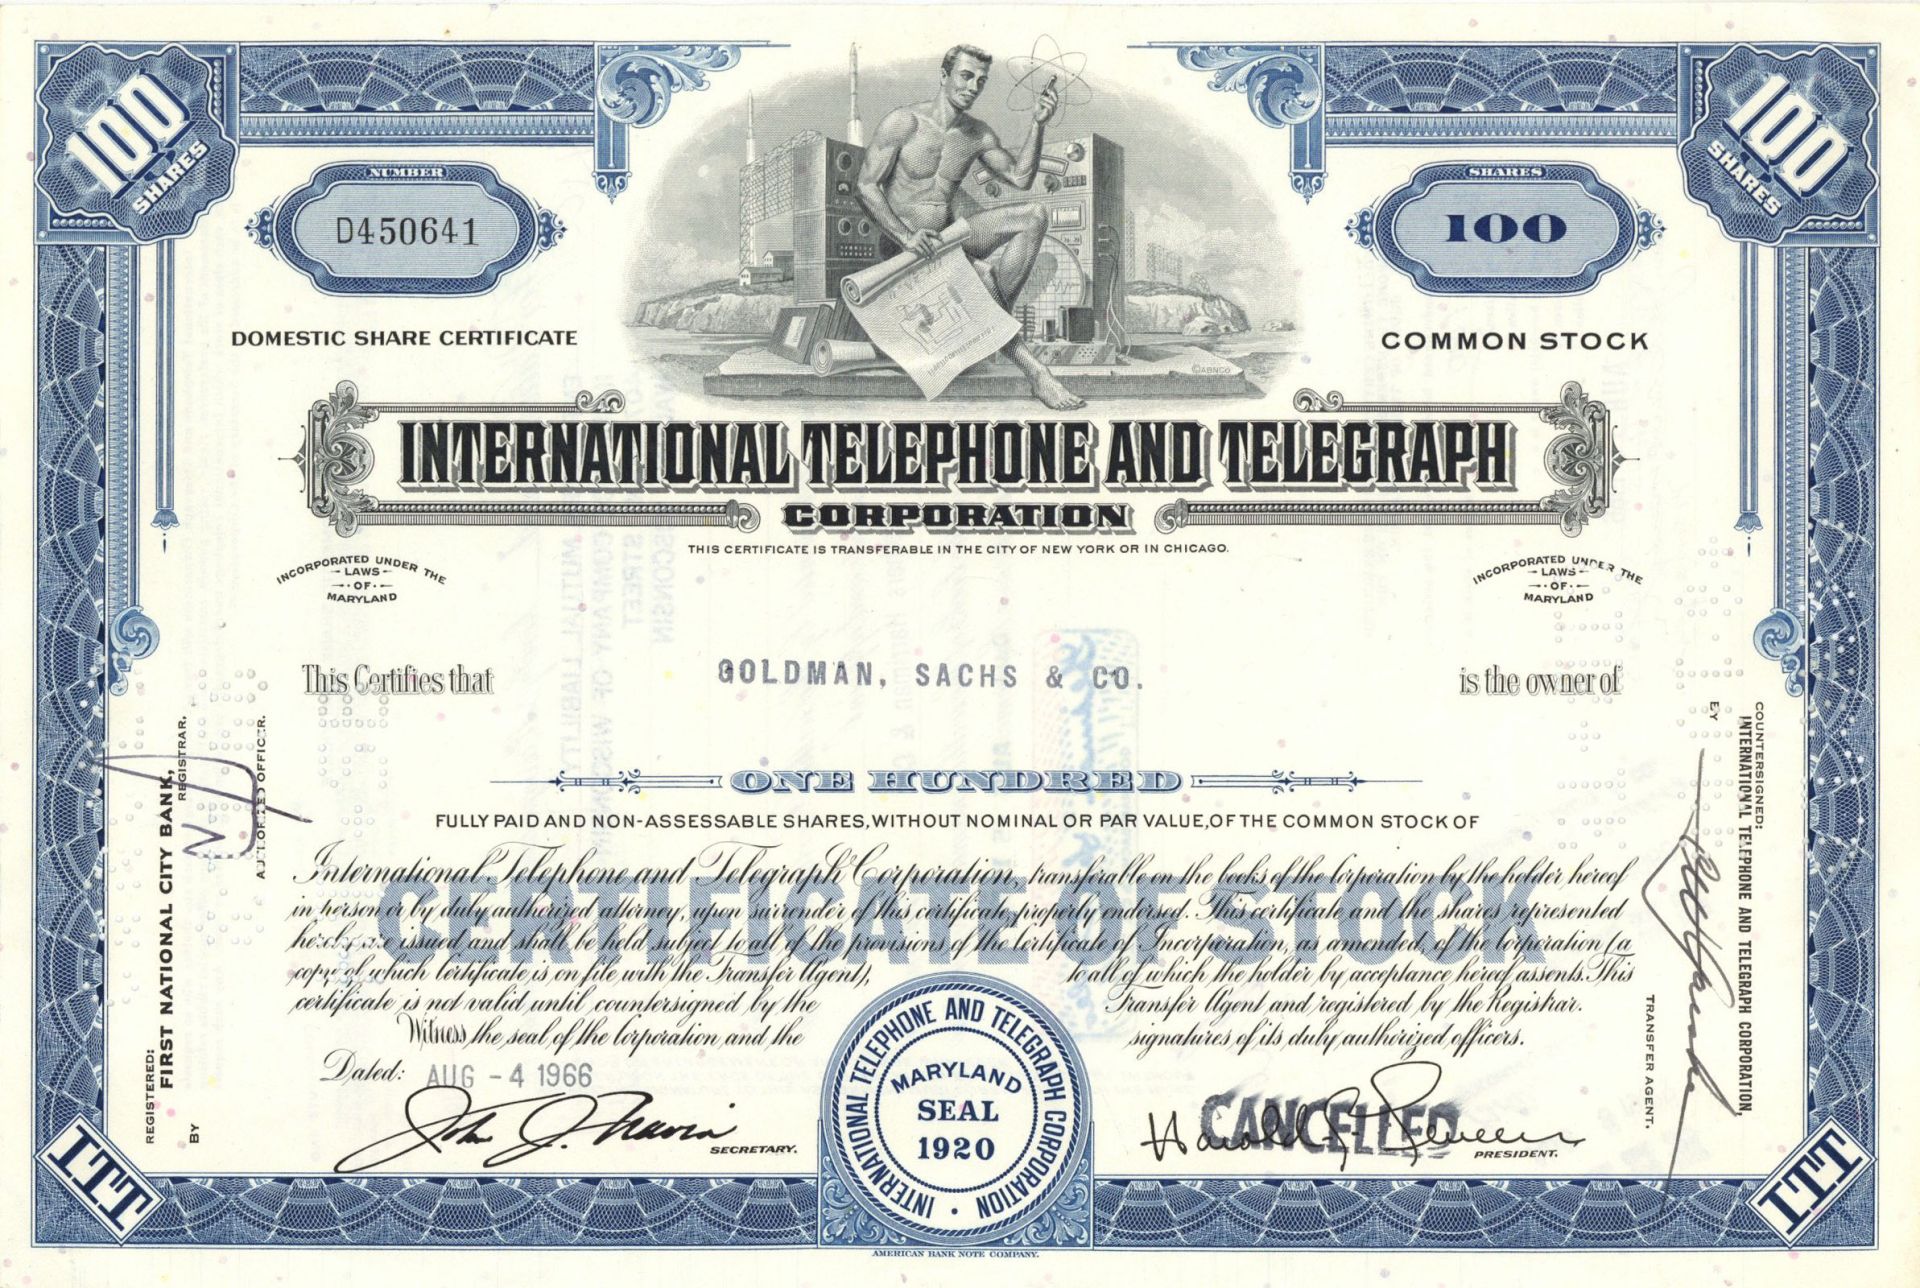 100
SHARES
100
SHARES
NUMBER
D450641
SHARES
100
DOMESTIC SHARE CERTIFICATE
COMMON STOCK
©ABNCO
INTERNATIONAL TELEPHONE AND TELEGRAPH
CORPORATION
THIS CERTIFICATE IS TRANSFERABLE IN THE CITY OF NEW YORK OR IN CHICAGO.
INCORPORATED UNDER THE
LAWS
OF
MARYLAND
INCORPORATED UNDER THE
LAWS
OF
MARYLAND
This Certifies that
GOLDMAN, SACHS & CO.
is the owner of
ONE HUNDRED
FULLY PAID AND NON-ASSESSABLE SHARES, WITHOUT NOMINAL OR PAR VALUE, OF THE COMMON STOCK OF
CERTIFICATE OF STOCK
International Telephone and Telegraph Corporation, transferable on the books of the Corporation by the holder hereof
in person or by duly authorized attorney, upon surrender of this certificate properly endorsed. This certificate and the shares represented
hereby are issued and shall be held subject to all of the provisions of the Certificate of Incorporation, as amended, of the Corporation (a
copy of which Certificate is on file with the Transfer Agent), to all of which the holder by acceptance hereof assents. This
certificate is not valid until countersigned by the Transfer Agent and registered by the Registrar.
Witness the seal of the Corporation and the signatures of its duly authorized officers.
Dated: AUG - 4 1966
SECRETARY.
INTERNATIONAL TELEPHONE AND TELEGRAPH CORPORATION
MARYLAND
SEAL
1920
CANCELLED
PRESIDENT.
REGISTERED:
FIRST NATIONAL CITY BANK,
REGISTRAR.
BY
AUTHORIZED OFFICER.
COUNTERSIGNED:
INTERNATIONAL TELEPHONE AND TELEGRAPH CORPORATION,
BY
TRANSFER AGENT.
ITT
ITT
AMERICAN BANK NOTE COMPANY.